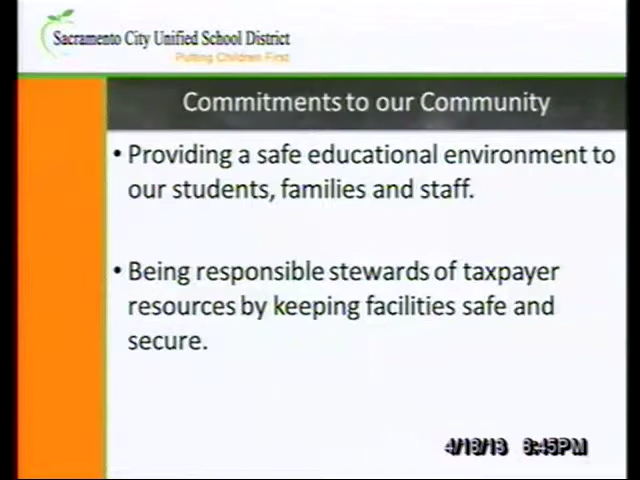 Sacramento City Unified School District
Putting Children First
Commitments to our Community
• Providing a safe educational environment to
our students, families and staff.
• Being responsible stewards of taxpayer
resources by keeping facilities safe and
secure.
4/18/13 8:45PM